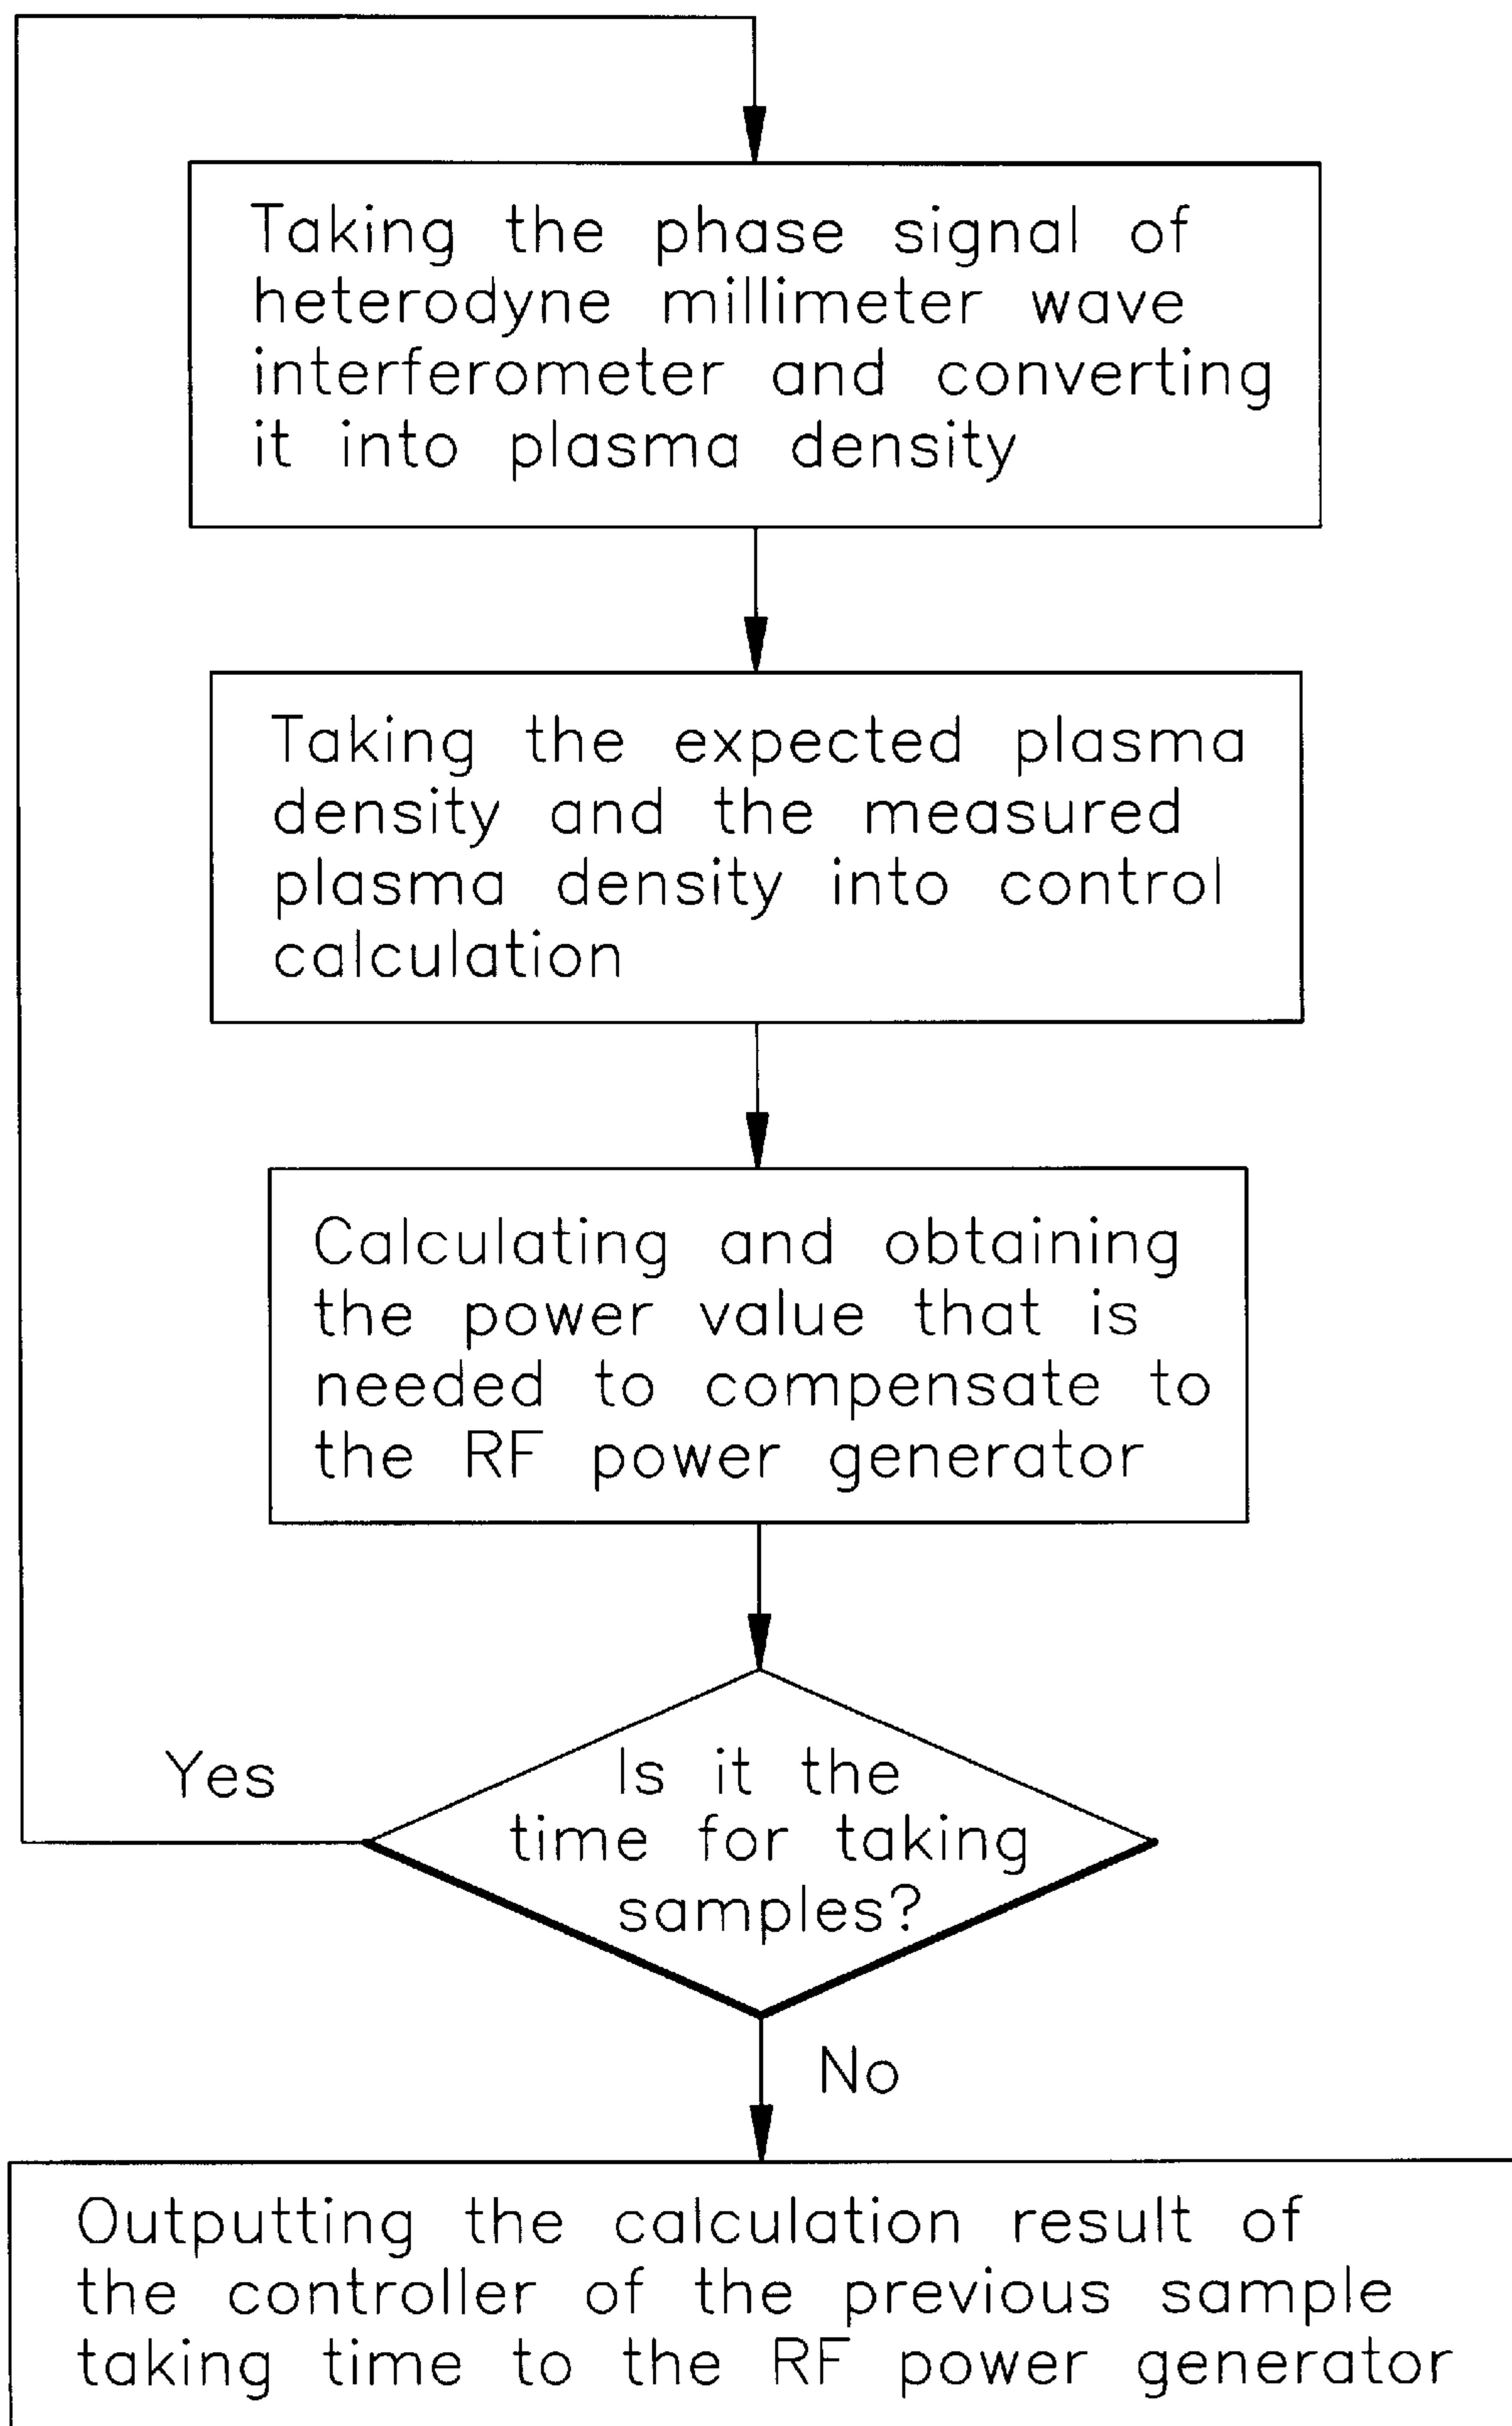 Taking the phase signal of
heterodyne millimeter wave
interferometer and converting
it into plasma density
Taking the expected plasma
density and the measured
plasma density into control
calculation
Calculating and obtaining
the power value that is
needed to compensate to
the RF power generator
Is it the
time for taking
samples?
Yes
No
Outputting the calculation result of
the controller of the previous sample
taking time to the RF power generator